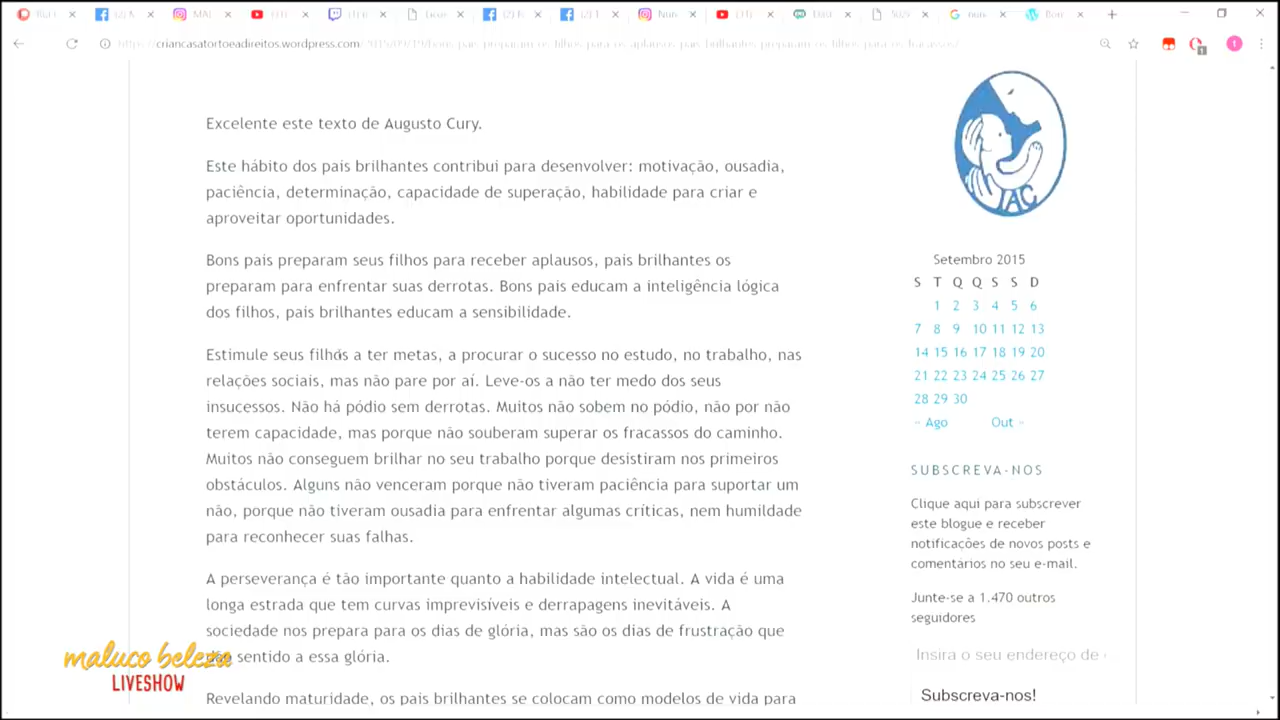 criancasatortoeadireitos.wordpress.com
Excelente este texto de Augusto Cury.
Este hábito dos pais brilhantes contribui para desenvolver: motivação, ousadia,
paciência, determinação, capacidade de superação, habilidade para criar e
aproveitar oportunidades.
Bons pais preparam seus filhos para receber aplausos, pais brilhantes os
preparam para enfrentar suas derrotas. Bons pais educam a inteligência lógica
dos filhos, pais brilhantes educam a sensibilidade.
Estimule seus filhos a ter metas, a procurar o sucesso no estudo, no trabalho, nas
relações sociais, mas não pare por aí. Leve-os a não ter medo dos seus
insucessos. Não há pódio sem derrotas. Muitos não sobem no pódio, não por não
terem capacidade, mas porque não souberam superar os fracassos do caminho.
Muitos não conseguem brilhar no seu trabalho porque desistiram nos primeiros
obstáculos. Alguns não venceram porque não tiveram paciência para suportar um
não, porque não tiveram ousadia para enfrentar algumas críticas, nem humildade
para reconhecer suas falhas.
A perseverança é tão importante quanto a habilidade intelectual. A vida é uma
longa estrada que tem curvas imprevisíveis e derrapagens inevitáveis. A
sociedade nos prepara para os dias de glória, mas são os dias de frustração que
sentido a essa glória.
Revelando maturidade, os pais brilhantes se colocam como modelos de vida para
IAC
Setembro 2015
S T Q Q S S D
1 2 3 4 5 6
7 8 9 10 11 12 13
14 15 16 17 18 19 20
21 22 23 24 25 26 27
28 29 30
« Ago Out »
SUBSCREVA-NOS
Clique aqui para subscrever
este blogue e receber
notificações de novos posts e
comentários no seu e-mail.
Junte-se a 1.470 outros
seguidores
Insira o seu endereço de
Subscreva-nos!
maluco beleza
LIVESHOW